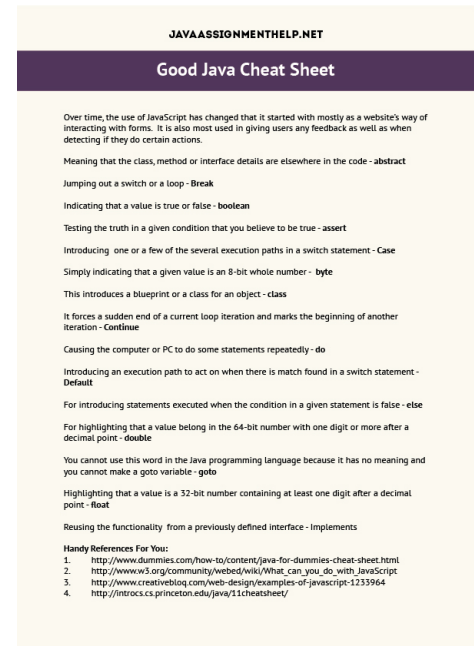 JAVAASSIGNMENTHELP.NET
Good Java Cheat Sheet
Over time, the use of JavaScript has changed that it started with mostly as a website's way of
interacting with forms. It is also most used in giving users any feedback as well as when
detecting if they do certain actions.
Meaning that the class, method or interface details are elsewhere in the code - abstract
Jumping out a switch or a loop - Break
Indicating that a value is true or false - boolean
Testing the truth in a given condition that you believe to be true - assert
Introducing one or a few of the several execution paths in a switch statement - Case
Simply indicating that a given value is an 8-bit whole number - byte
This introduces a blueprint or a class for an object - class
It forces a sudden end of a current loop iteration and marks the beginning of another
iteration - Continue
Causing the computer or PC to do some statements repeatedly - do
Introducing an execution path to act on when there is match found in a switch statement -
Default
For introducing statements executed when the condition in a given statement is false - else
For highlighting that a value belong in the 64-bit number with one digit or more after a
decimal point - double
You cannot use this word in the Java programming language because it has no meaning and
you cannot make a goto variable - goto
Highlighting that a value is a 32-bit number containing at least one digit after a decimal
point - float
Reusing the functionality from a previously defined interface - Implements
Handy References For You:
1. http://www.dummies.com/how-to/content/java-for-dummies-cheat-sheet.html
2. http://www.w3.org/community/webed/wiki/What_can_you_do_with_JavaScript
3. http://www.creativebloq.com/web-design/examples-of-javascript-1233964
4. http://introcs.cs.princeton.edu/java/11cheatsheet/